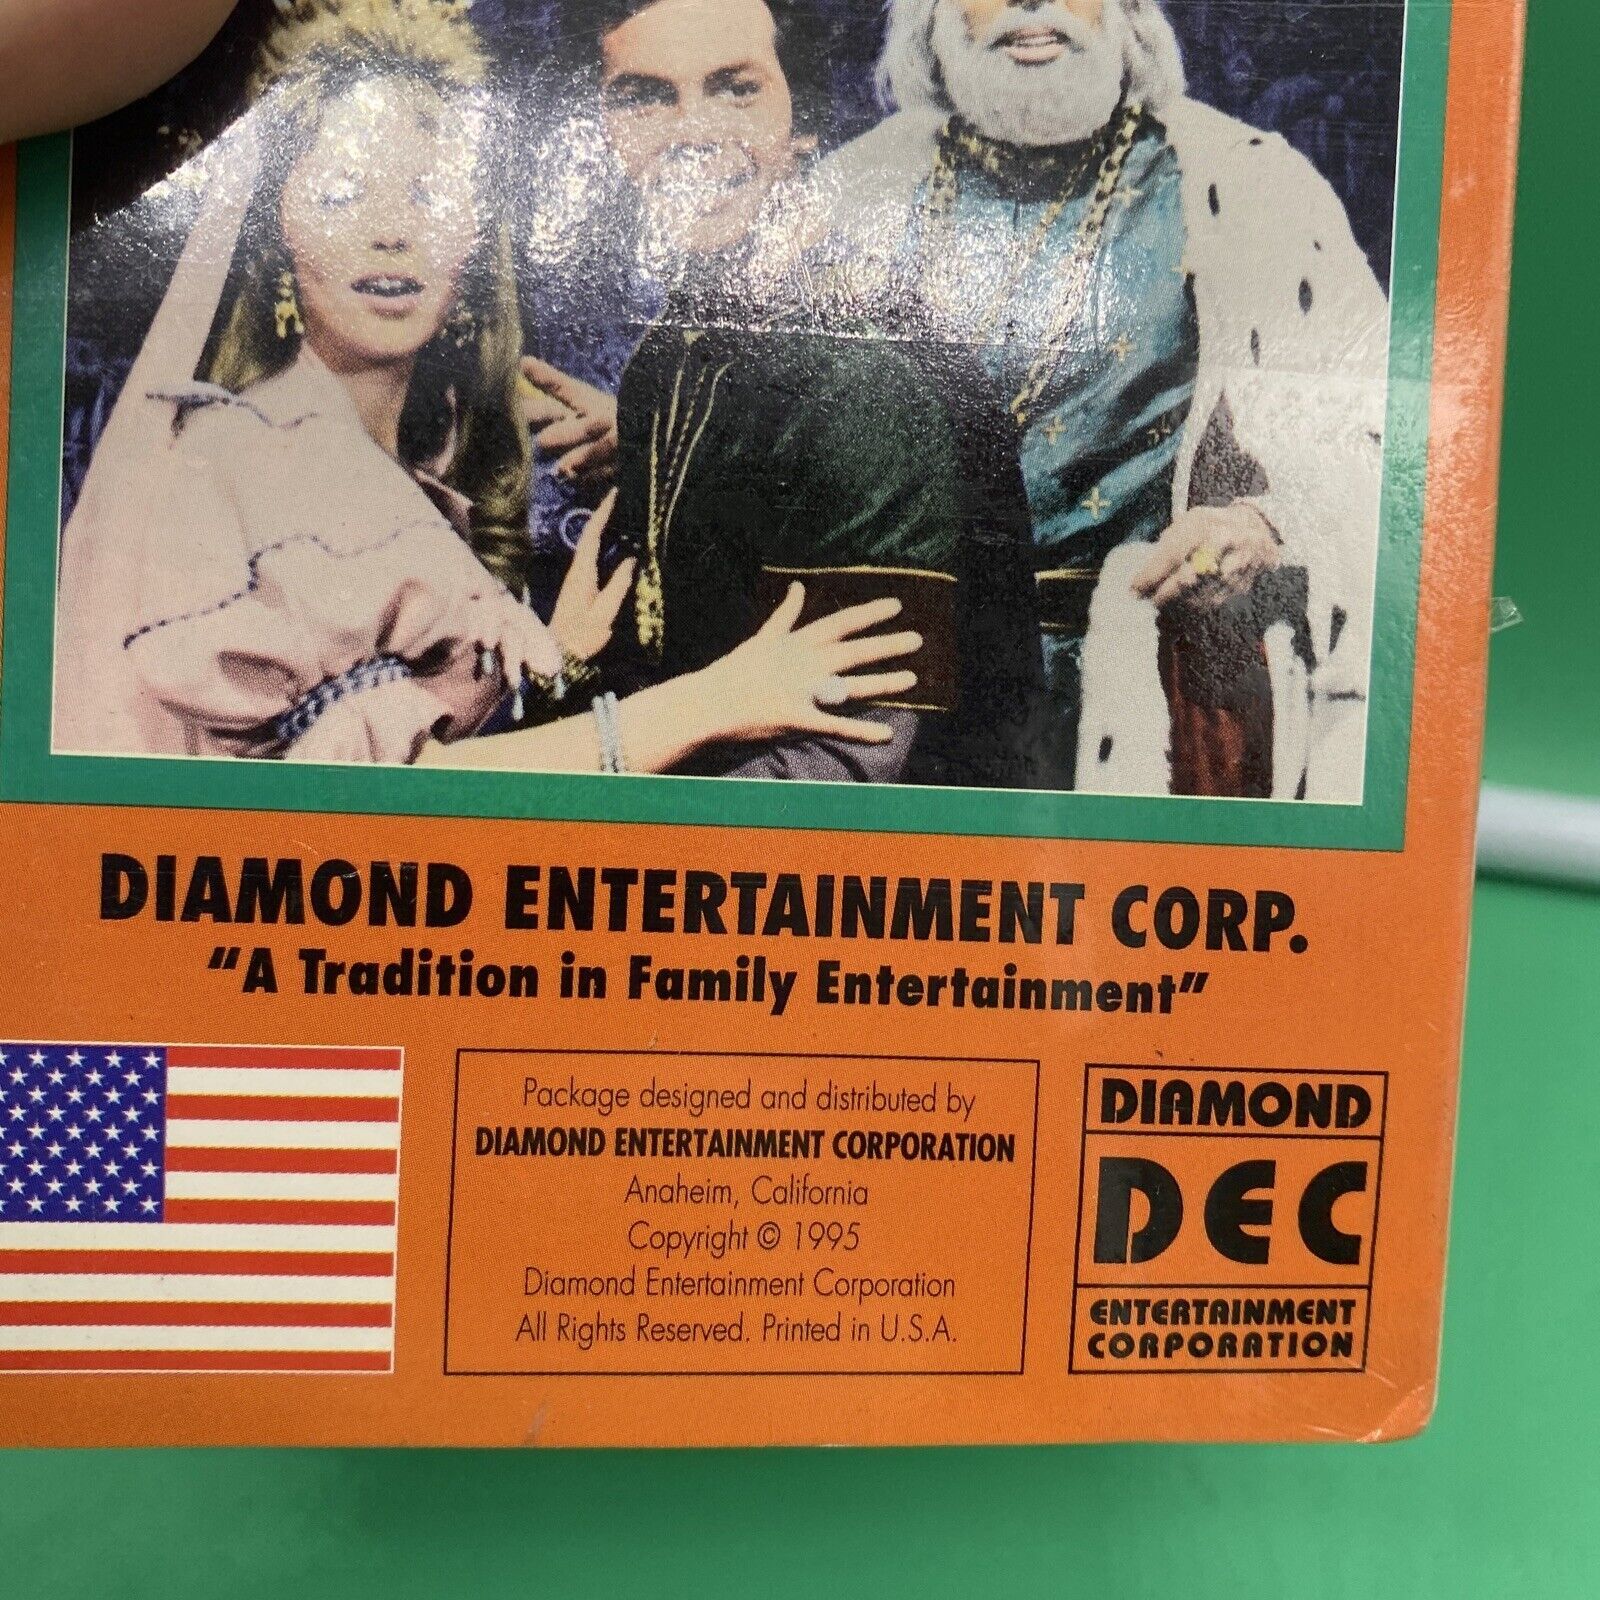 DIAMOND ENTERTAINMENT CORP.
"A Tradition in Family Entertainment"
Package designed and distributed by
DIAMOND ENTERTAINMENT CORPORATION
Anaheim, California
Copyright © 1995
Diamond Entertainment Corporation
All Rights Reserved. Printed in U.S.A.
DIAMOND
DEC
ENTERTAINMENT
CORPORATION